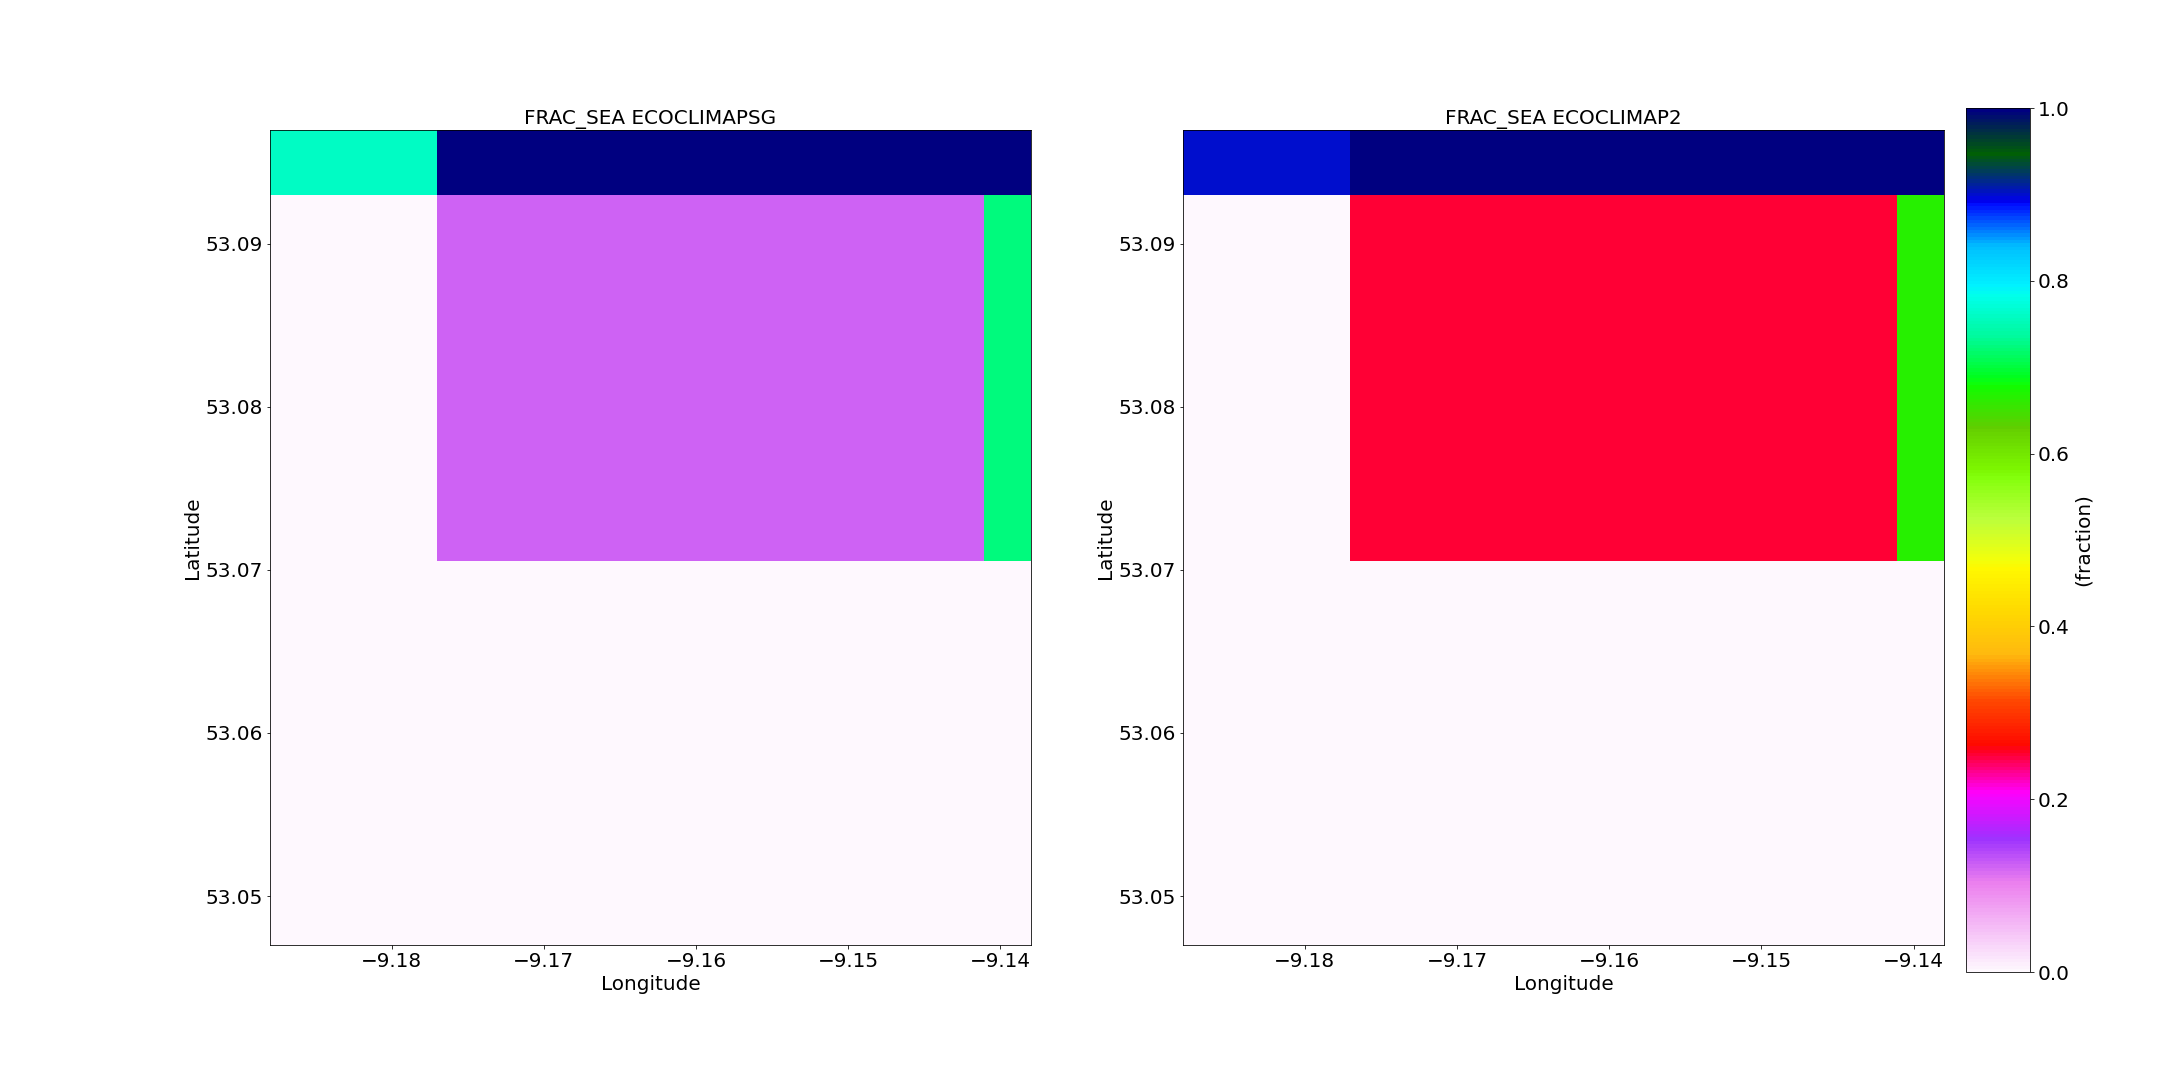 FRAC_SEA ECOCLIMAPSG
53.09
53.08
53.07
53.06
53.05
Latitude
−9.18 −9.17 −9.16 −9.15 −9.14
Longitude
FRAC_SEA ECOCLIMAP2
53.09
53.08
53.07
53.06
53.05
Latitude
−9.18 −9.17 −9.16 −9.15 −9.14
Longitude
1.0
0.8
0.6
0.4
0.2
0.0
(fraction)